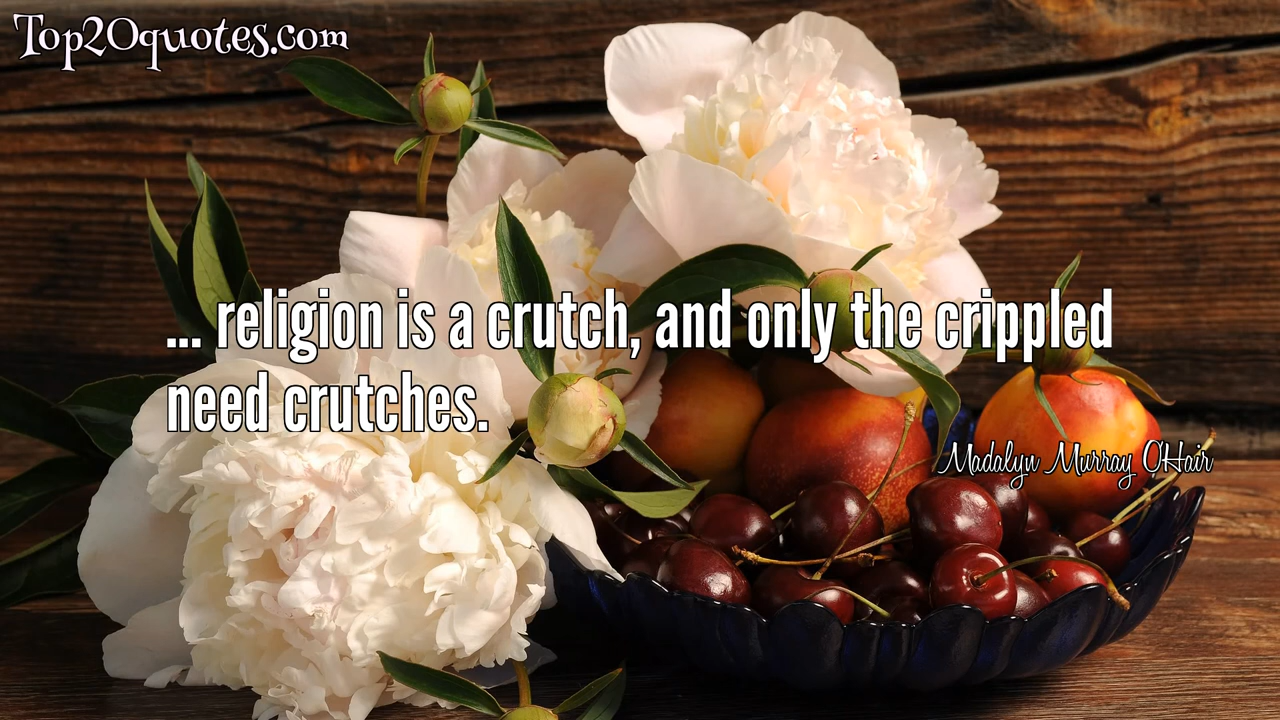 Top20quotes.com
... religion is a crutch, and only the crippled
need crutches.
Madalyn Murray O'Hair